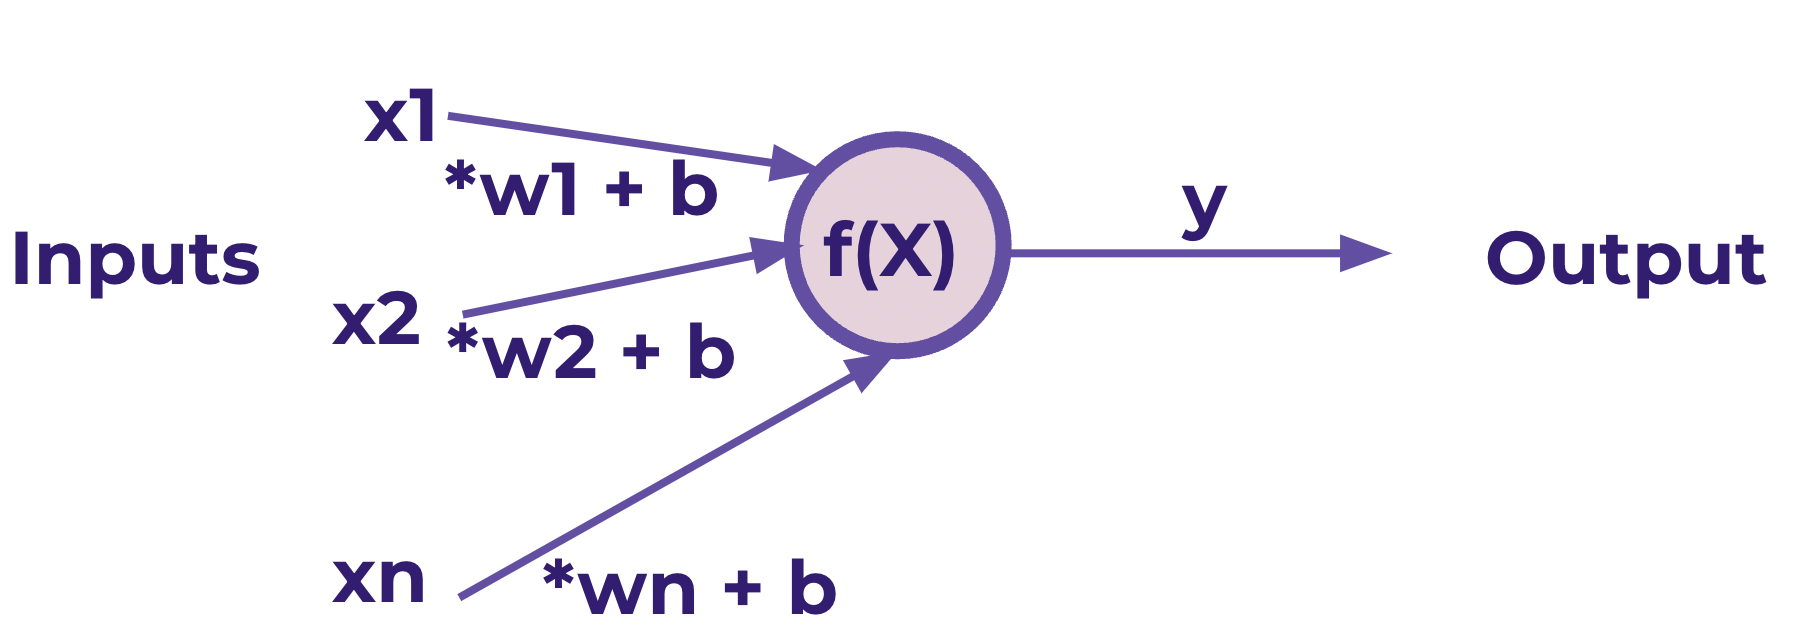 x1
*w1 + b
Inputs
f(X)
y
Output
x2
*w2 + b
xn
*wn + b